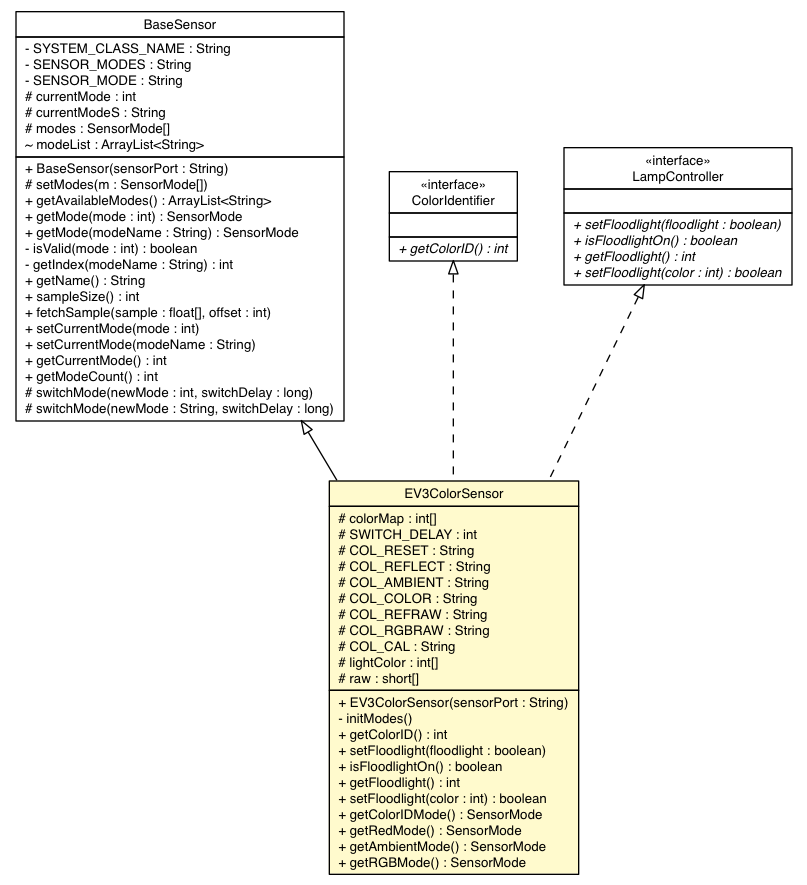 BaseSensor
- SYSTEM_CLASS_NAME : String
- SENSOR_MODES : String
- SENSOR_MODE : String
# currentMode : int
# currentModeS : String
# modes : SensorMode[]
~ modeList : ArrayList<String>
+ BaseSensor(sensorPort : String)
# setModes(m : SensorMode[])
+ getAvailableModes() : ArrayList<String>
+ getMode(mode : int) : SensorMode
+ getMode(modeName : String) : SensorMode
- isValid(mode : int) : boolean
- getIndex(modeName : String) : int
+ getName() : String
+ sampleSize() : int
+ fetchSample(sample : float[], offset : int)
+ setCurrentMode(mode : int)
+ setCurrentMode(modeName : String)
+ getCurrentMode() : int
+ getModeCount() : int
# switchMode(newMode : int, switchDelay : long)
# switchMode(newMode : String, switchDelay : long)
«interface»
ColorIdentifier
+ getColorID() : int
«interface»
LampController
+ setFloodlight(floodlight : boolean)
+ isFloodlightOn() : boolean
+ getFloodlight() : int
+ setFloodlight(color : int) : boolean
EV3ColorSensor
# colorMap : int[]
# SWITCH_DELAY : int
# COL_RESET : String
# COL_REFLECT : String
# COL_AMBIENT : String
# COL_COLOR : String
# COL_REFRAW : String
# COL_RGBRAW : String
# COL_CAL : String
# lightColor : int[]
# raw : short[]
+ EV3ColorSensor(sensorPort : String)
- initModes()
+ getColorID() : int
+ setFloodlight(floodlight : boolean)
+ isFloodlightOn() : boolean
+ getFloodlight() : int
+ setFloodlight(color : int) : boolean
+ getColorIDMode() : SensorMode
+ getRedMode() : SensorMode
+ getAmbientMode() : SensorMode
+ getRGBMode() : SensorMode